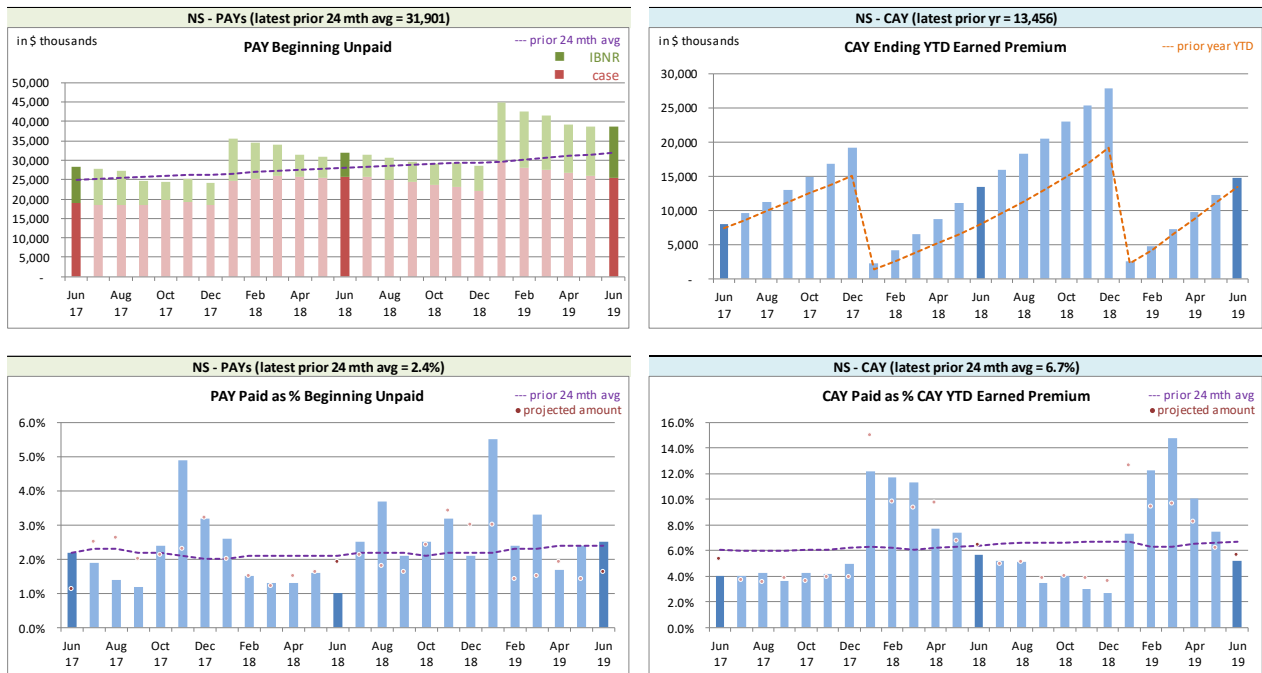 NS - PAYs (latest prior 24 mth avg = 31,901)
in $ thousands
PAY Beginning Unpaid
--- prior 24 mth avg
IBNR
case
50,000
45,000
40,000
35,000
30,000
25,000
20,000
15,000
10,000
5,000
-
Jun Aug Oct Dec Feb Apr Jun Aug Oct Dec Feb Apr Jun
17 17 17 17 18 18 18 18 18 18 19 19 19
NS - CAY (latest prior yr = 13,456)
in $ thousands
CAY Ending YTD Earned Premium
--- prior year YTD
30,000
25,000
20,000
15,000
10,000
5,000
-
Jun Aug Oct Dec Feb Apr Jun Aug Oct Dec Feb Apr Jun
17 17 17 17 18 18 18 18 18 18 19 19 19
NS - PAYs (latest prior 24 mth avg = 2.4%)
PAY Paid as % Beginning Unpaid
--- prior 24 mth avg
• projected amount
6.0%
5.0%
4.0%
3.0%
2.0%
1.0%
0.0%
Jun Aug Oct Dec Feb Apr Jun Aug Oct Dec Feb Apr Jun
17 17 17 17 18 18 18 18 18 18 19 19 19
NS - CAY (latest prior 24 mth avg = 6.7%)
CAY Paid as % CAY YTD Earned Premium
--- prior 24 mth avg
• projected amount
16.0%
14.0%
12.0%
10.0%
8.0%
6.0%
4.0%
2.0%
0.0%
Jun Aug Oct Dec Feb Apr Jun Aug Oct Dec Feb Apr Jun
17 17 17 17 18 18 18 18 18 18 19 19 19